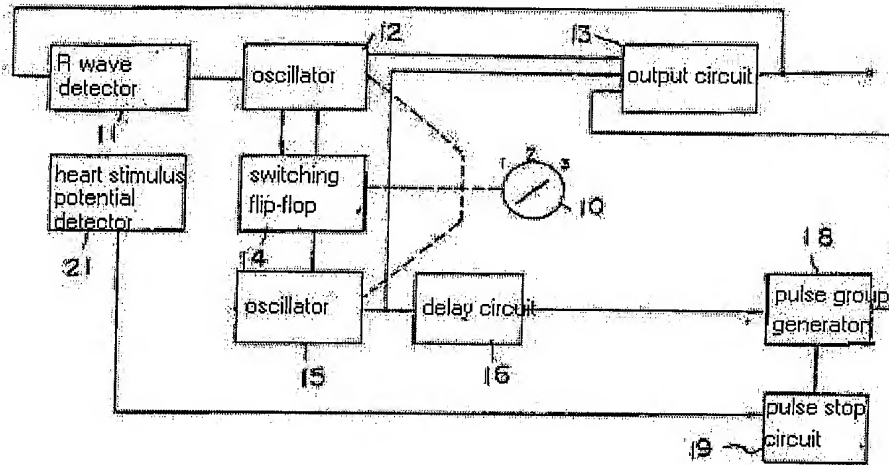 12
13
R wave
detector
oscillator
output circuit
11
1 2 3
heart stimulus
potential
detector
switching
flip-flop
10
21
14
18
oscillator
delay circuit
pulse group
generator
15
16
pulse stop
circuit
19